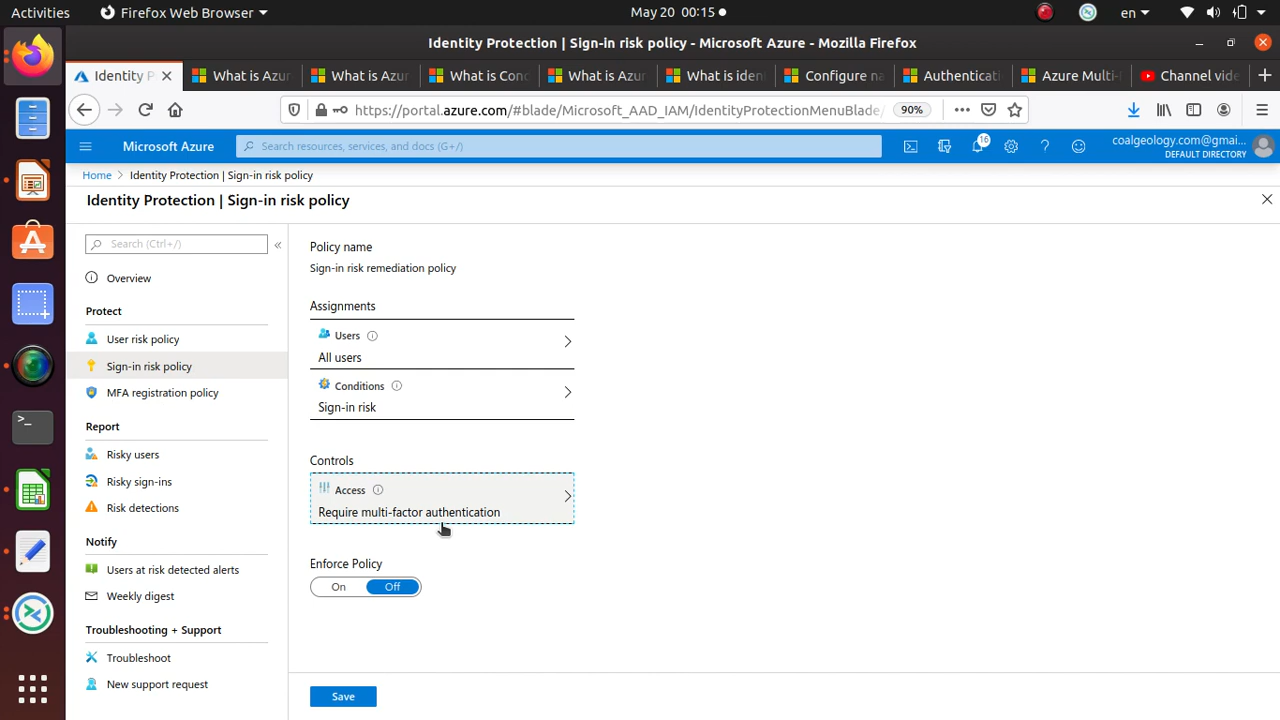 Activities
Firefox Web Browser
May 20 00:15
en
Identity Protection | Sign-in risk policy - Microsoft Azure - Mozilla Firefox
Identity P
What is Azu
What is Azu
What is Con
What is Azu
What is iden
Configure na
Authenticati
Azure Multi-
Channel vide
https://portal.azure.com/#blade/Microsoft_AAD_IAM/IdentityProtectionMenuBlade/
90%
Microsoft Azure
Search resources, services, and docs (G+/)
16
coalgeology.com@gmai...
DEFAULT DIRECTORY
Home > Identity Protection | Sign-in risk policy
Identity Protection | Sign-in risk policy
Search (Ctrl+/)
Overview
Protect
User risk policy
Sign-in risk policy
MFA registration policy
Report
Risky users
Risky sign-ins
Risk detections
Notify
Users at risk detected alerts
Weekly digest
Troubleshooting + Support
Troubleshoot
New support request
Policy name
Sign-in risk remediation policy
Assignments
Users
All users
Conditions
Sign-in risk
Controls
Access
Require multi-factor authentication
Enforce Policy
On Off
Save